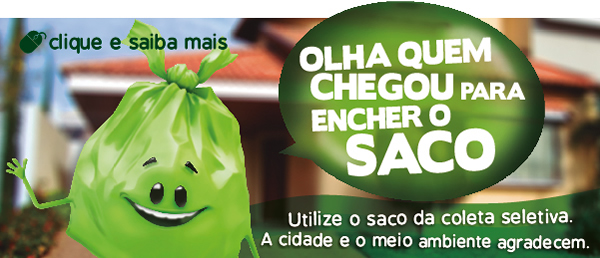 clique e saiba mais
OLHA QUEM
CHEGOU PARA
ENCHER O
SACO
Utilize o saco da coleta seletiva.
A cidade e o meio ambiente agradecem.